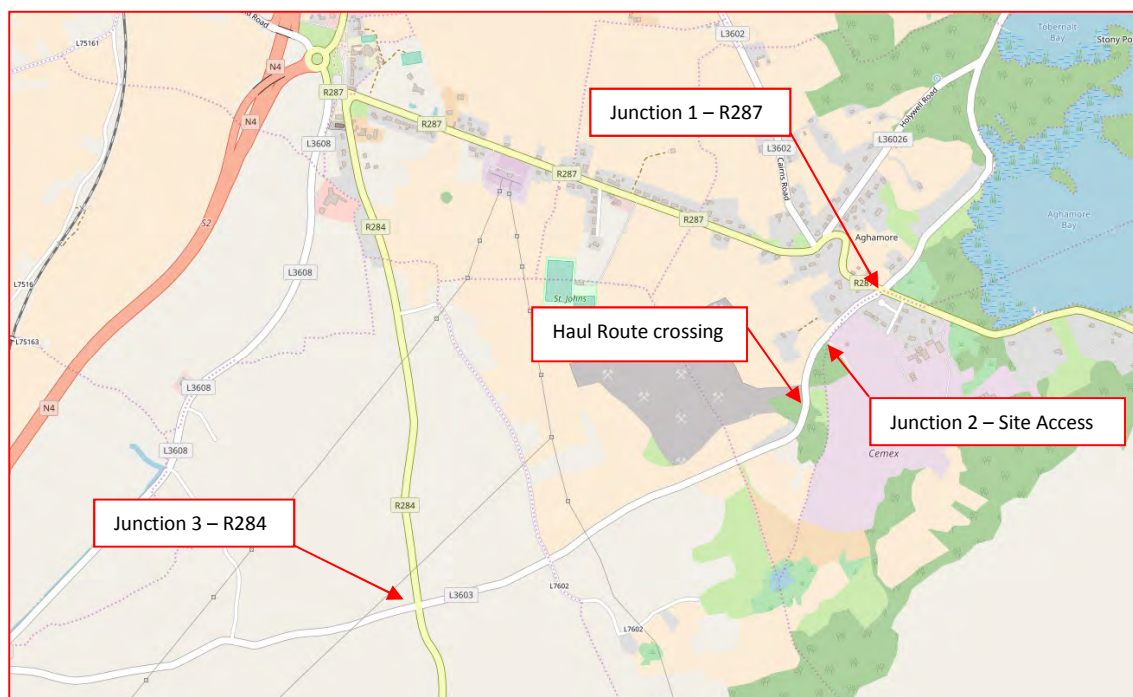 L75161
d Road
N4
R287
N4
R287
L3608
R287
S2
R284
L3608
L7516
L75163
L3608
N4
L3608
R284
L3603
L7602
L7602
L3602
Tobernalt
Bay
Stony Po
Holywell Road
L36026
L3602
Cairns Road
Aghamore
Bay
Aghamore
R287
R287
R287
St. Johns
Cemex
Junction 1 – R287
Haul Route crossing
Junction 2 – Site Access
Junction 3 – R284